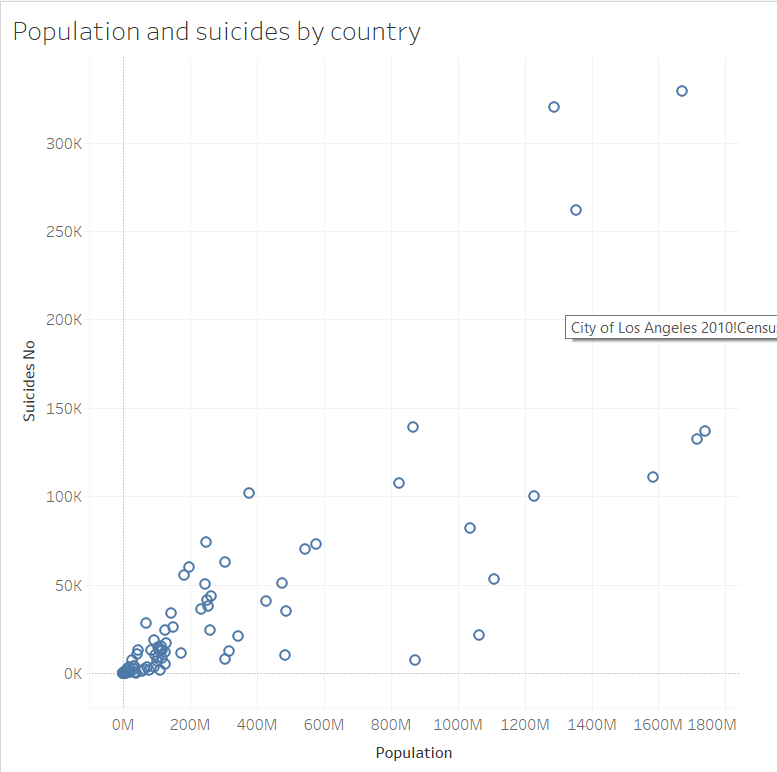 Population and suicides by country
300K
250K
200K
City of Los Angeles 2010!Census
Suicides No
150K
100K
50K
0K
0M 200M 400M 600M 800M 1000M 1200M 1400M 1600M 1800M
Population